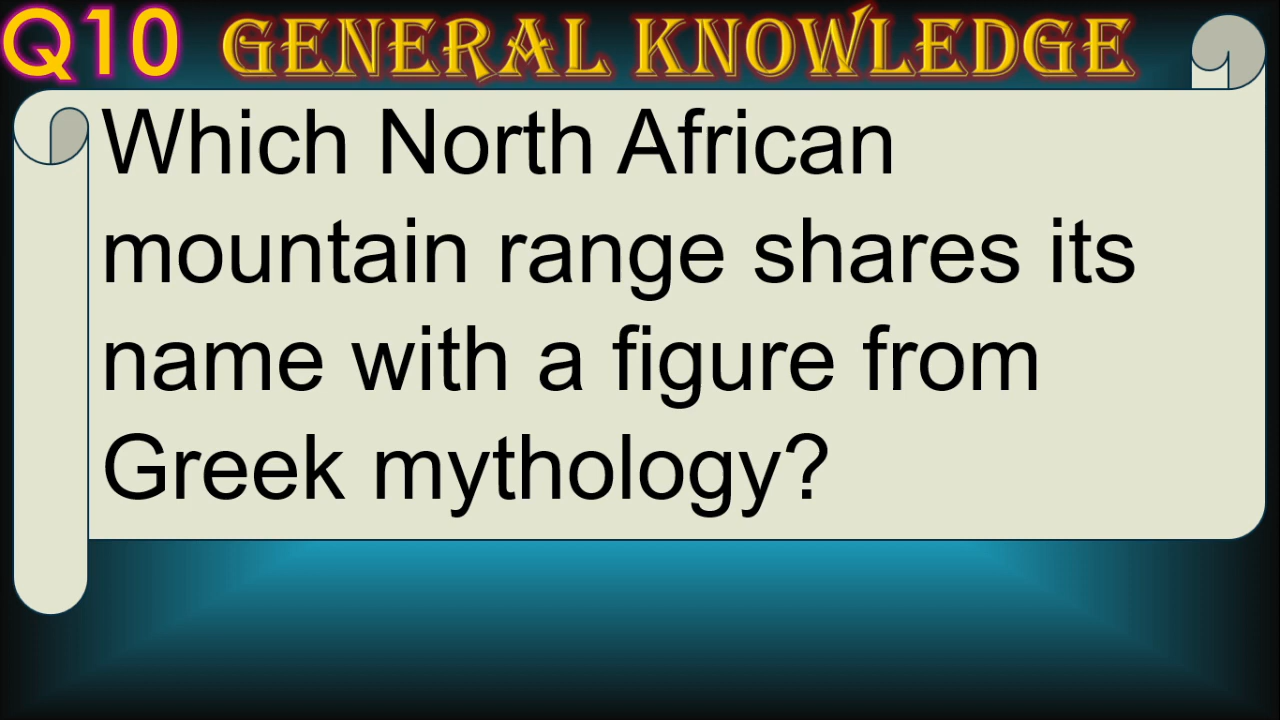 Q10 GENERAL KNOWLEDGE
Which North African
mountain range shares its
name with a figure from
Greek mythology?